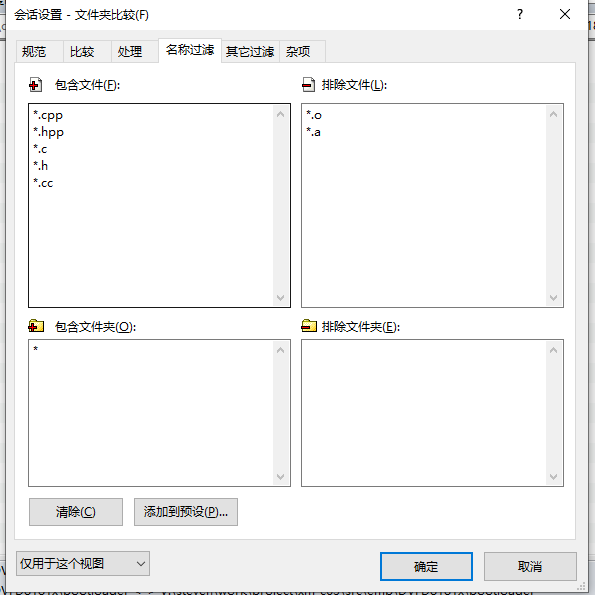 会话设置 - 文件夹比较(F)
规范 比较 处理 名称过滤 其它过滤 杂项
包含文件(F): 排除文件(L):
*.cpp
*.hpp
*.c
*.h
*.cc
*.o
*.a
包含文件夹(O): 排除文件夹(E):
*
清除(C) 添加到预设(P)...
仅用于这个视图 确定 取消